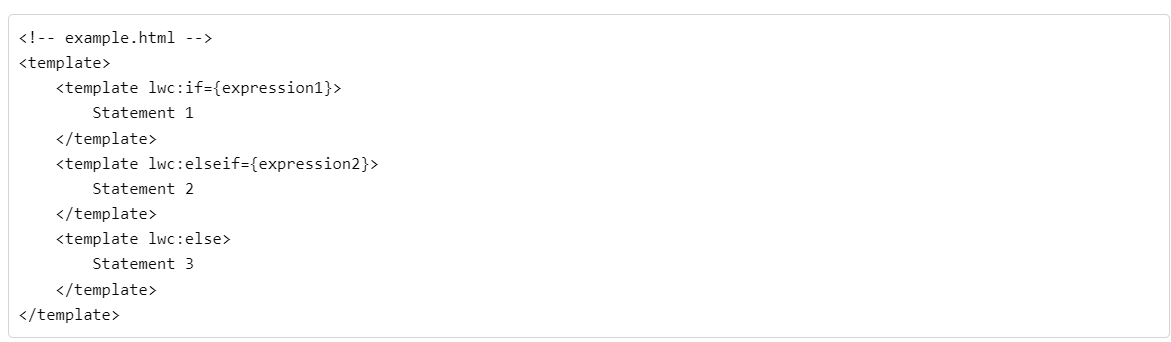 <!-- example.html -->
<template>
    <template lwc:if={expression1}>
        Statement 1
    </template>
    <template lwc:elseif={expression2}>
        Statement 2
    </template>
    <template lwc:else>
        Statement 3
    </template>
</template>